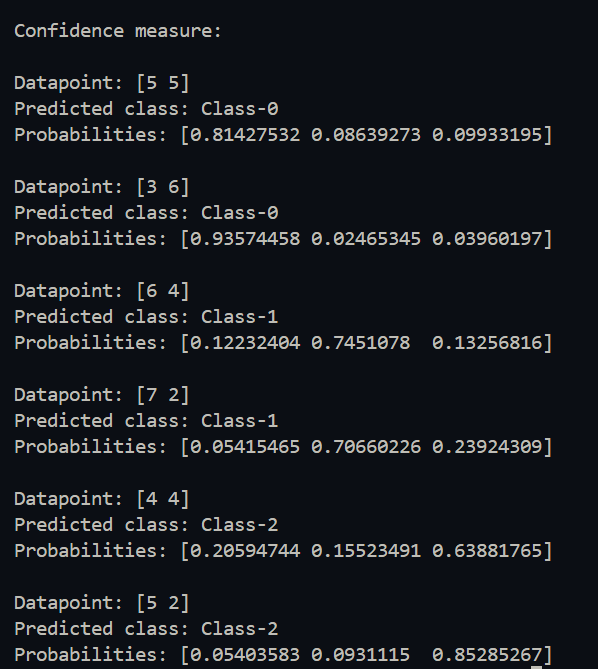 Confidence measure:
Datapoint: [5 5]
Predicted class: Class-0
Probabilities: [0.81427532 0.08639273 0.09933195]
Datapoint: [3 6]
Predicted class: Class-0
Probabilities: [0.93574458 0.02465345 0.03960197]
Datapoint: [6 4]
Predicted class: Class-1
Probabilities: [0.12232404 0.7451078  0.13256816]
Datapoint: [7 2]
Predicted class: Class-1
Probabilities: [0.05415465 0.70660226 0.23924309]
Datapoint: [4 4]
Predicted class: Class-2
Probabilities: [0.20594744 0.15523491 0.63881765]
Datapoint: [5 2]
Predicted class: Class-2
Probabilities: [0.05403583 0.0931115  0.85285267]